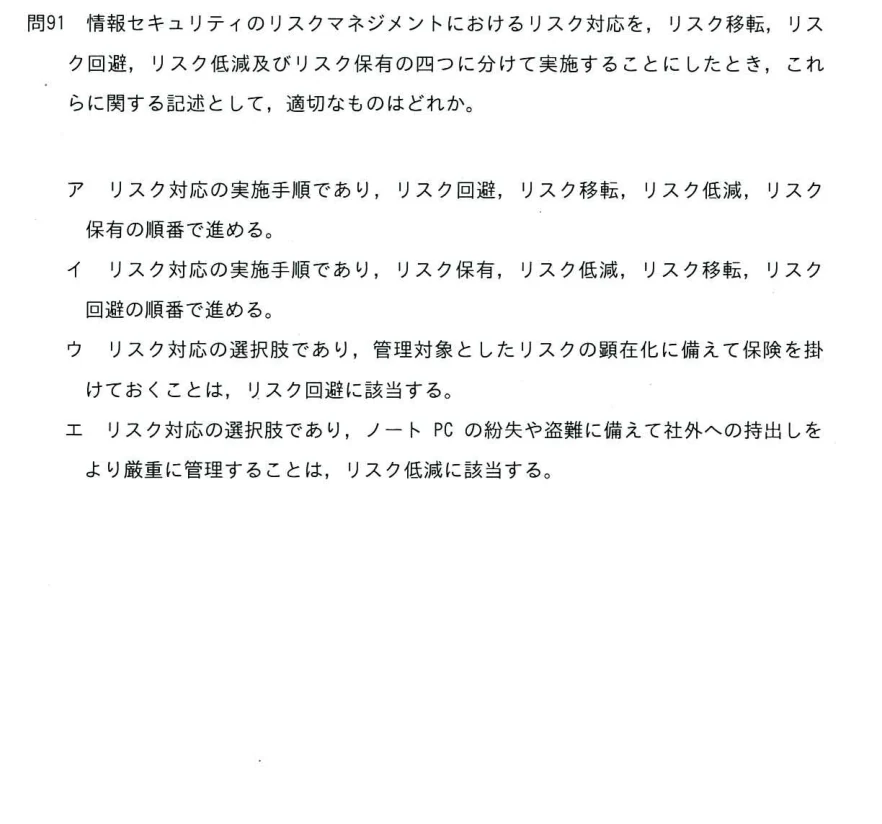 問91　情報セキュリティのリスクマネジメントにおけるリスク対応を，リスク移転，リス
ク回避，リスク低減及びリスク保有の四つに分けて実施することにしたとき，これ
らに関する記述として，適切なものはどれか。
ア　リスク対応の実施手順であり，リスク回避，リスク移転，リスク低減，リスク
保有の順番で進める。
イ　リスク対応の実施手順であり，リスク保有，リスク低減，リスク移転，リスク
回避の順番で進める。
ウ　リスク対応の選択肢であり，管理対象としたリスクの顕在化に備えて保険を掛
けておくことは，リスク回避に該当する。
エ　リスク対応の選択肢であり，ノート PC の紛失や盗難に備えて社外への持出しを
より厳重に管理することは，リスク低減に該当する。